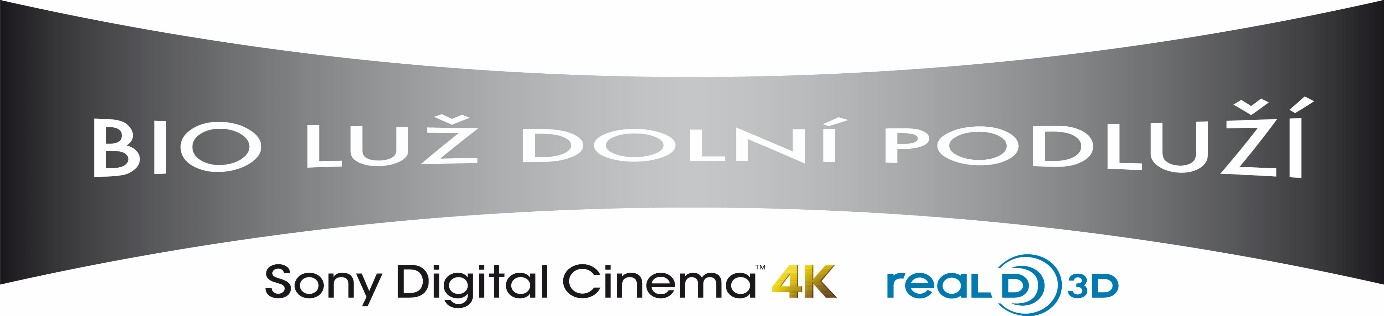 BIO LUŽ DOLNÍ PODLUŽÍ
Sony Digital Cinema™ 4K REALD 3D